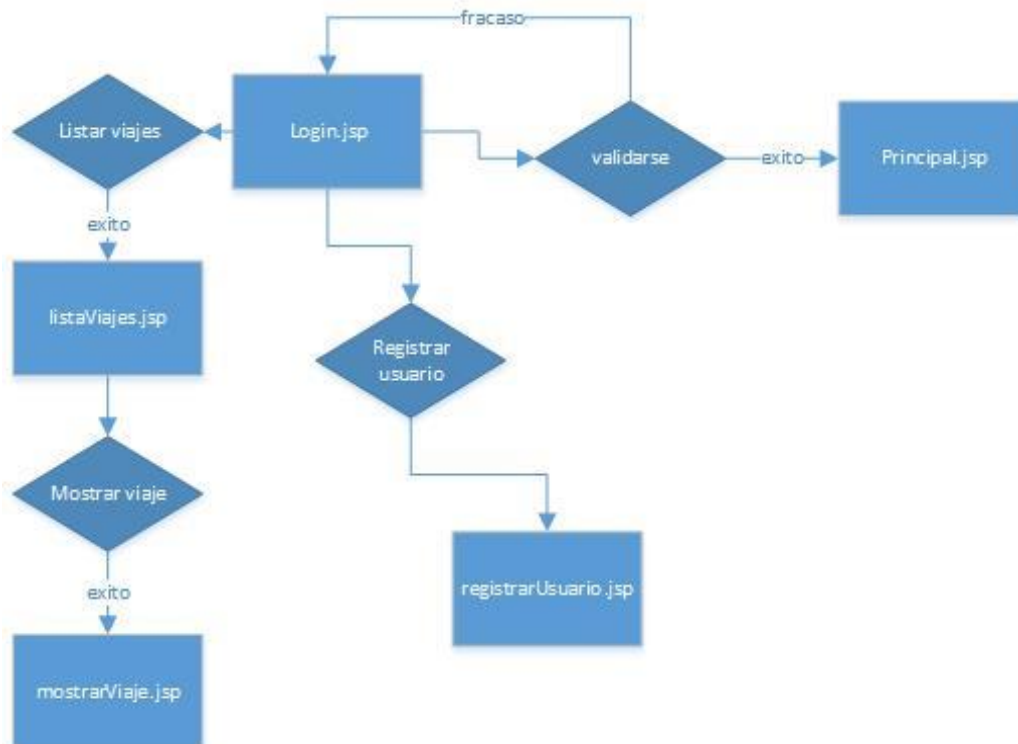 fracaso
Listar viajes
Login.jsp
validarse
exito
Principal.jsp
exito
listaViajes.jsp
Registrar
usuario
Mostrar viaje
exito
registrarUsuario.jsp
mostrarViaje.jsp